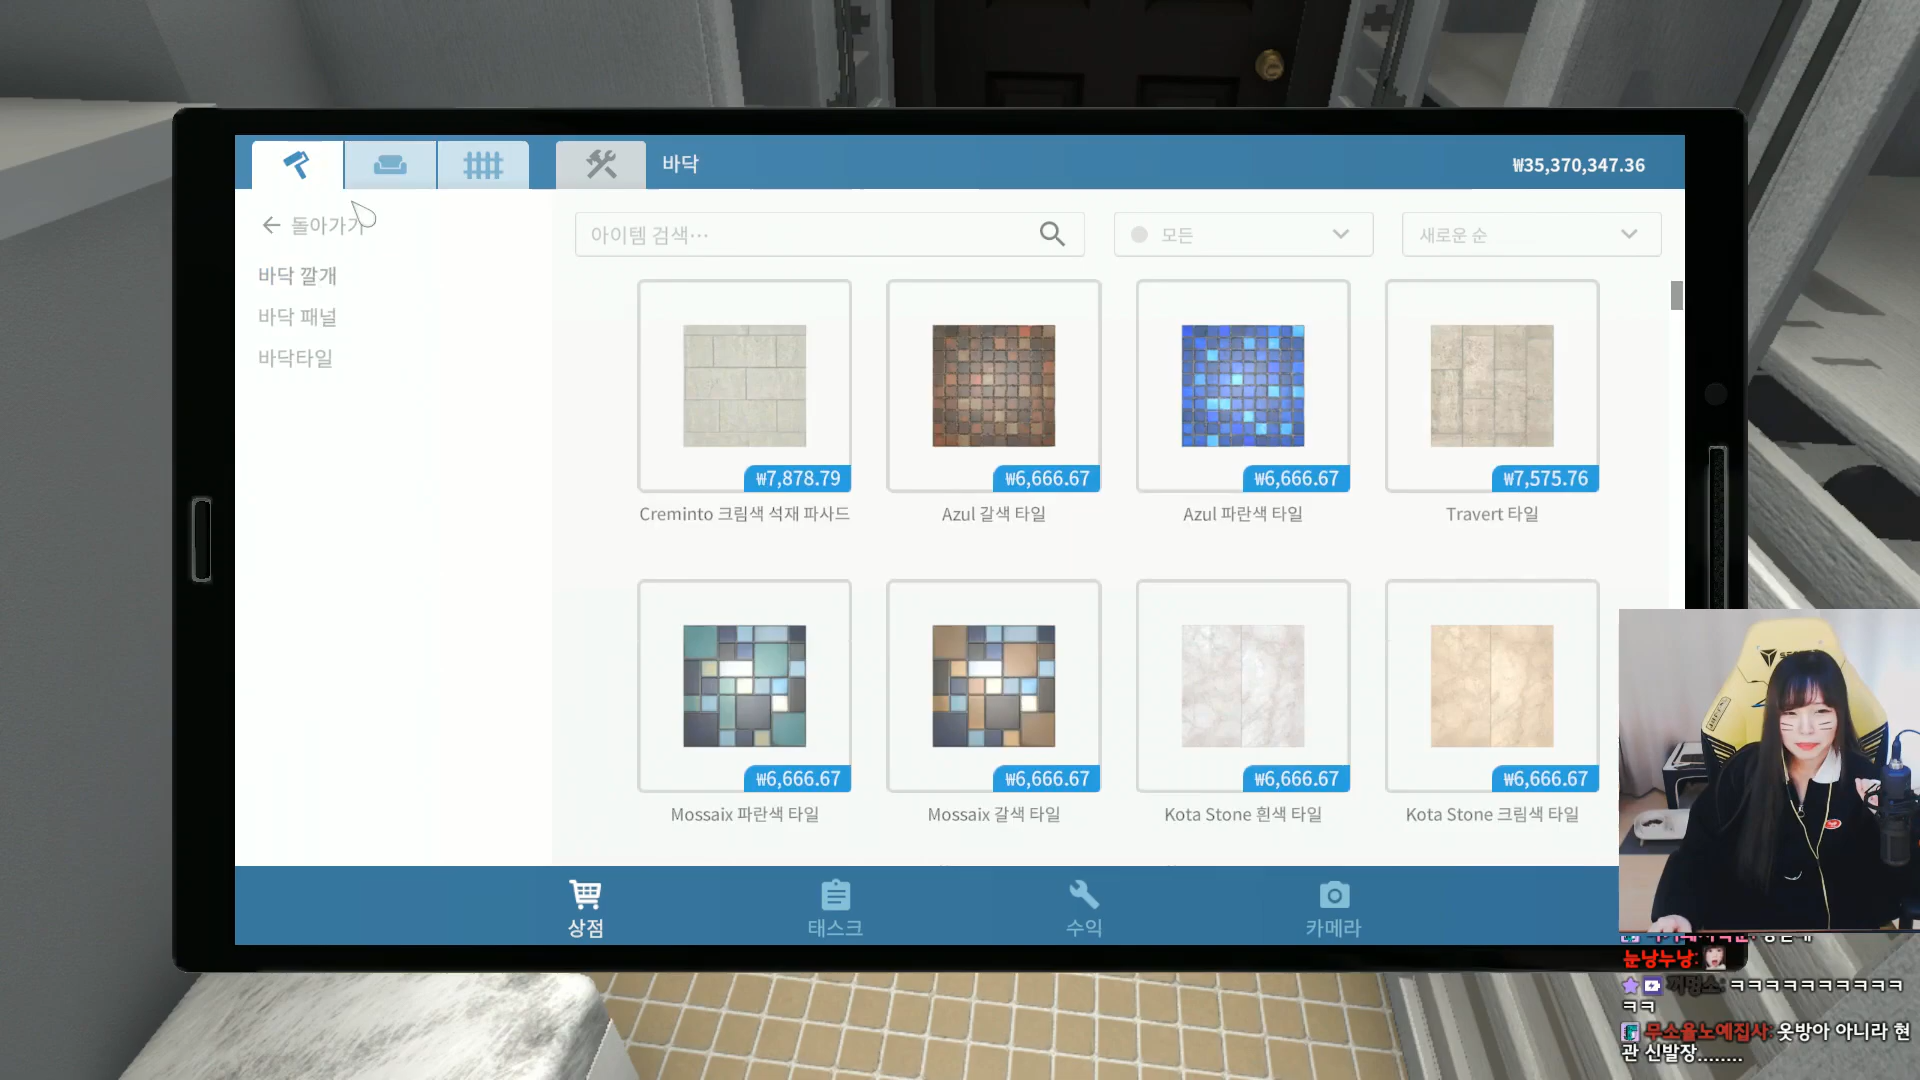 바닥
₩35,370,347.36
돌아가기
아이템 검색...
모든
새로운 순
바닥 깔개
바닥 패널
바닥타일
₩7,878.79
₩6,666.67
₩6,666.67
₩7,575.76
Creminto 크림색 석재 파사드
Azul 갈색 타일
Azul 파란색 타일
Travert 타일
₩6,666.67
₩6,666.67
₩6,666.67
₩6,666.67
Mossaix 파란색 타일
Mossaix 갈색 타일
Kota Stone 흰색 타일
Kota Stone 크림색 타일
상점
태스크
수익
카메라
눈낭누낭:
ㅋㅋㅋㅋㅋㅋㅋㅋㅋㅋ
ㅋㅋ
무소율노예집사: 옷방아 아니라 현
관 신발장........